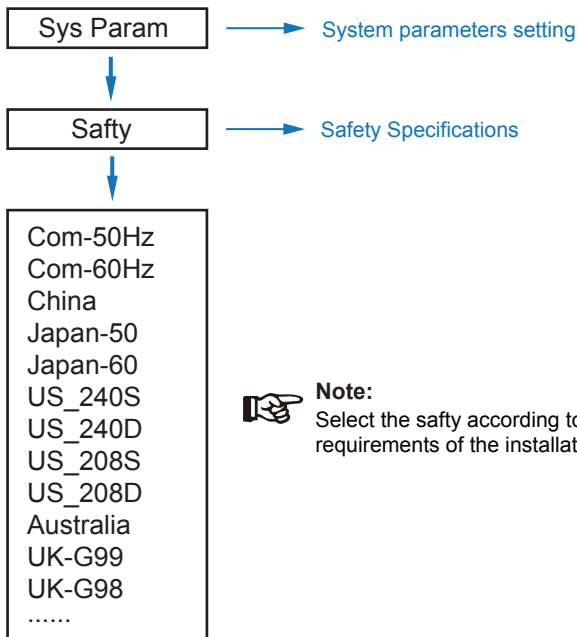 Sys Param
System parameters setting
Safty
Safety Specifications
Com-50Hz
Com-60Hz
China
Japan-50
Japan-60
US_240S
US_240D
US_208S
US_208D
Australia
UK-G99
UK-G98
......
Note:
Select the safty according to
requirements of the